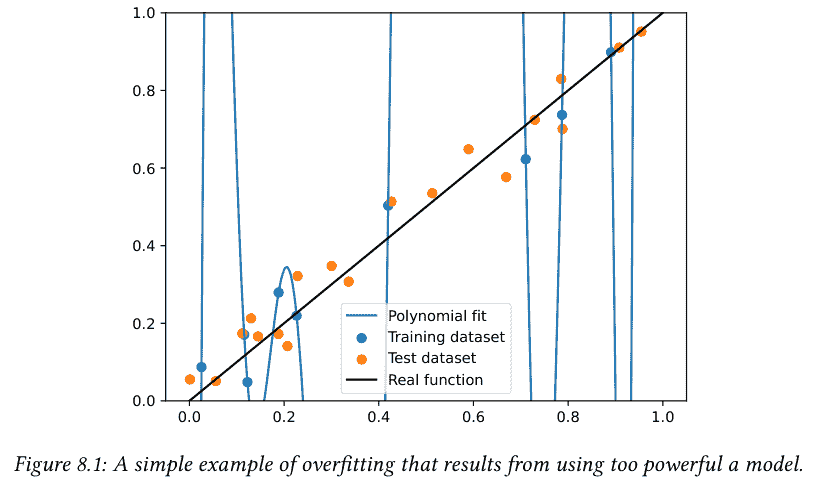 1.0
0.8
0.6
0.4
0.2
0.0
Polynomial fit
Training dataset
Test dataset
Real function
0.0 0.2 0.4 0.6 0.8 1.0
Figure 8.1: A simple example of overfitting that results from using too powerful a model.